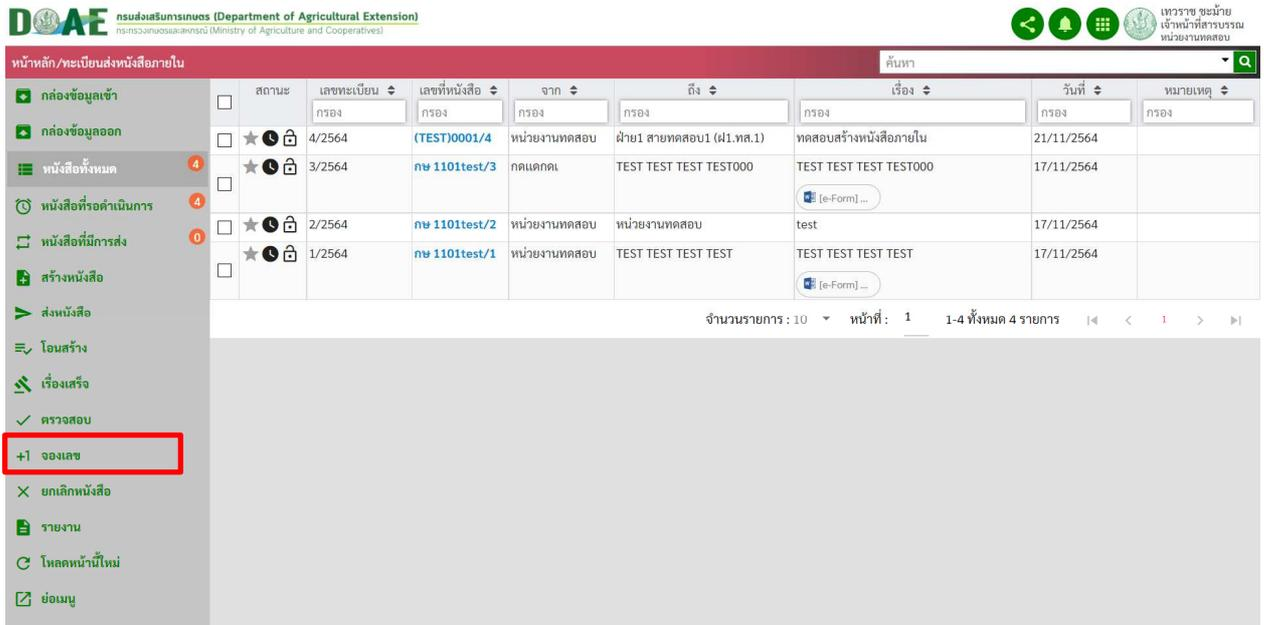 DOAE
กรมส่งเสริมการเกษตร (Department of Agricultural Extension)
กระทรวงเกษตรและสหกรณ์ (Ministry of Agriculture and Cooperatives)
เทวราช ชะม้าย
เจ้าหน้าที่สารบรรณ
หน่วยงานทดสอบ
หน้าหลัก/ทะเบียนส่งหนังสือภายใน
ค้นหา
กล่องข้อมูลเข้า
กล่องข้อมูลออก
หนังสือทั้งหมด 4
หนังสือที่รอดำเนินการ 4
หนังสือที่มีการส่ง 0
สร้างหนังสือ
ส่งหนังสือ
โอนสร้าง
เรื่องเสร็จ
ตรวจสอบ
+1 จองเลข
ยกเลิกหนังสือ
รายงาน
โหลดหน้านี้ใหม่
ย่อเมนู
สถานะ เลขทะเบียน เลขที่หนังสือ จาก ถึง เรื่อง วันที่ หมายเหตุ
กรอง กรอง กรอง กรอง กรอง กรอง กรอง
4/2564 (TEST)0001/4 หน่วยงานทดสอบ ฝ่าย1 สายทดสอบ1 (ฝ1.ทส.1) ทดสอบสร้างหนังสือภายใน 21/11/2564
3/2564 กษ 1101test/3 กดแดกดเ TEST TEST TEST TEST000 TEST TEST TEST TEST000 17/11/2564
[e-Form] ...
2/2564 กษ 1101test/2 หน่วยงานทดสอบ หน่วยงานทดสอบ test 17/11/2564
1/2564 กษ 1101test/1 หน่วยงานทดสอบ TEST TEST TEST TEST TEST TEST TEST TEST 17/11/2564
[e-Form] ...
จำนวนรายการ : 10 หน้าที่ : 1 1-4 ทั้งหมด 4 รายการ 1